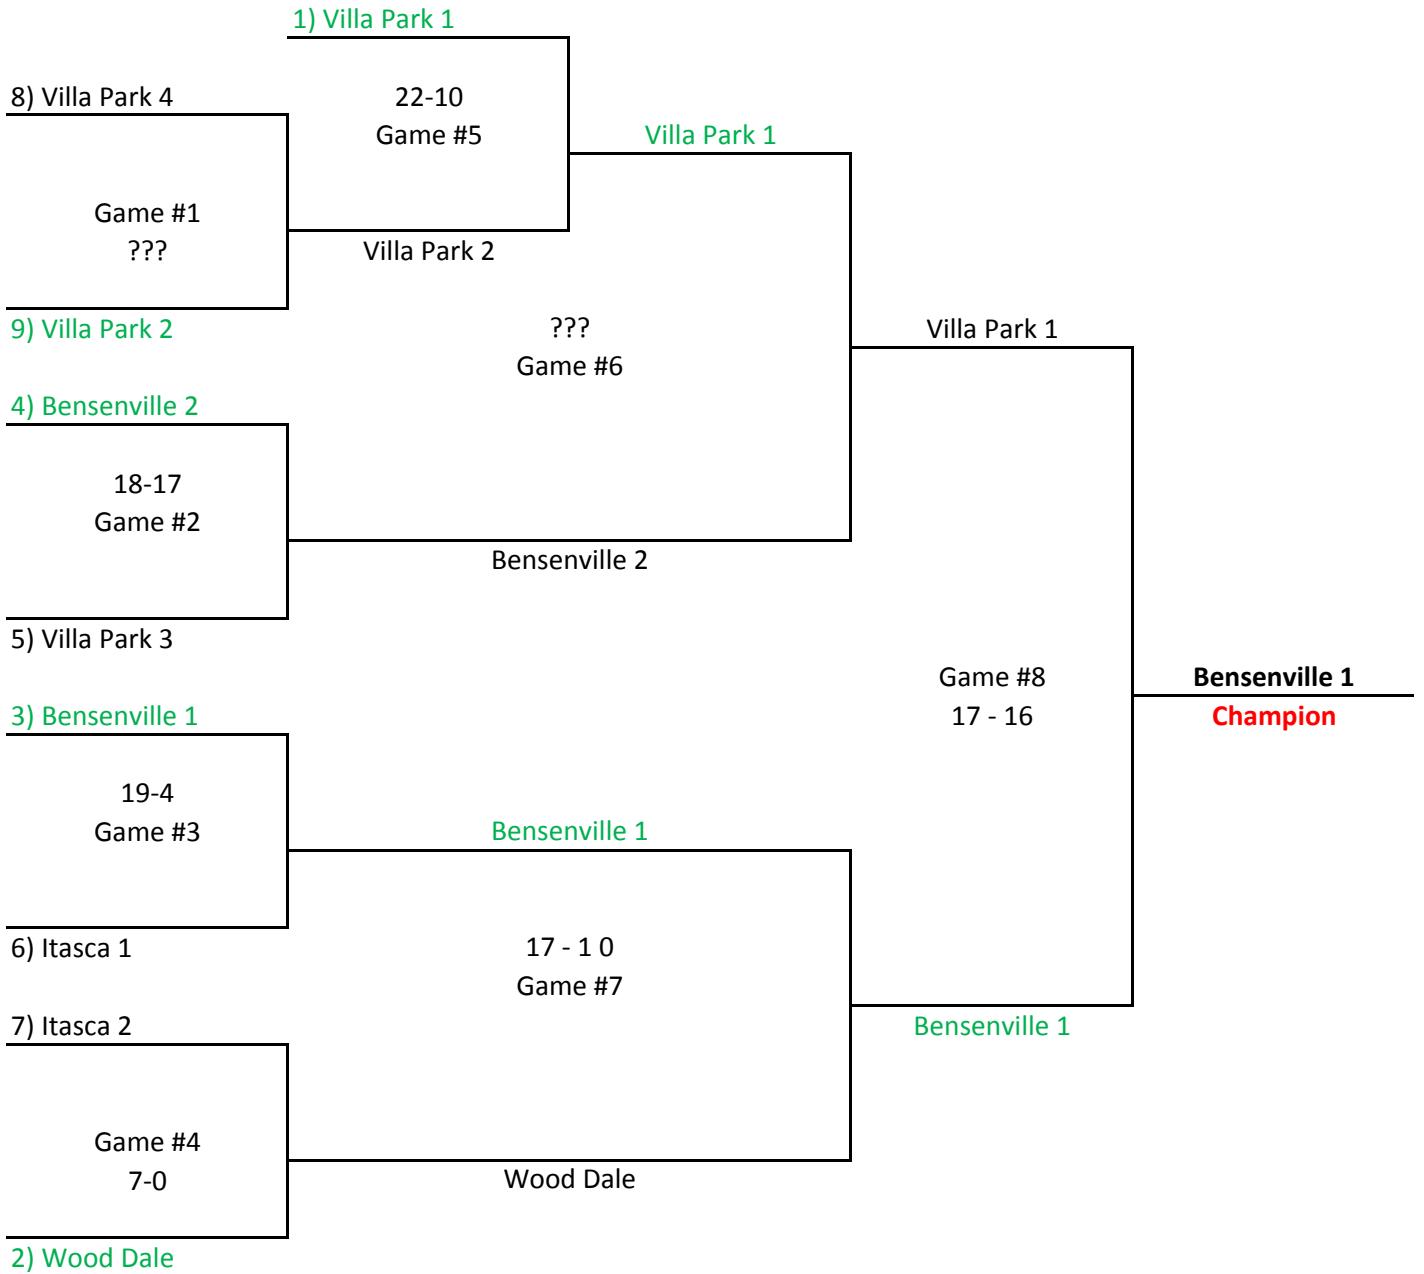 1) Villa Park 1
8) Villa Park 4
22-10
Game #5
Villa Park 1
Game #1
???
Villa Park 2
9) Villa Park 2
???
Game #6
Villa Park 1
4) Bensenville 2
18-17
Game #2
Bensenville 2
5) Villa Park 3
Game #8
17 - 16
Bensenville 1
Champion
3) Bensenville 1
19-4
Game #3
Bensenville 1
6) Itasca 1
17 - 1 0
Game #7
7) Itasca 2
Bensenville 1
Game #4
7-0
Wood Dale
2) Wood Dale